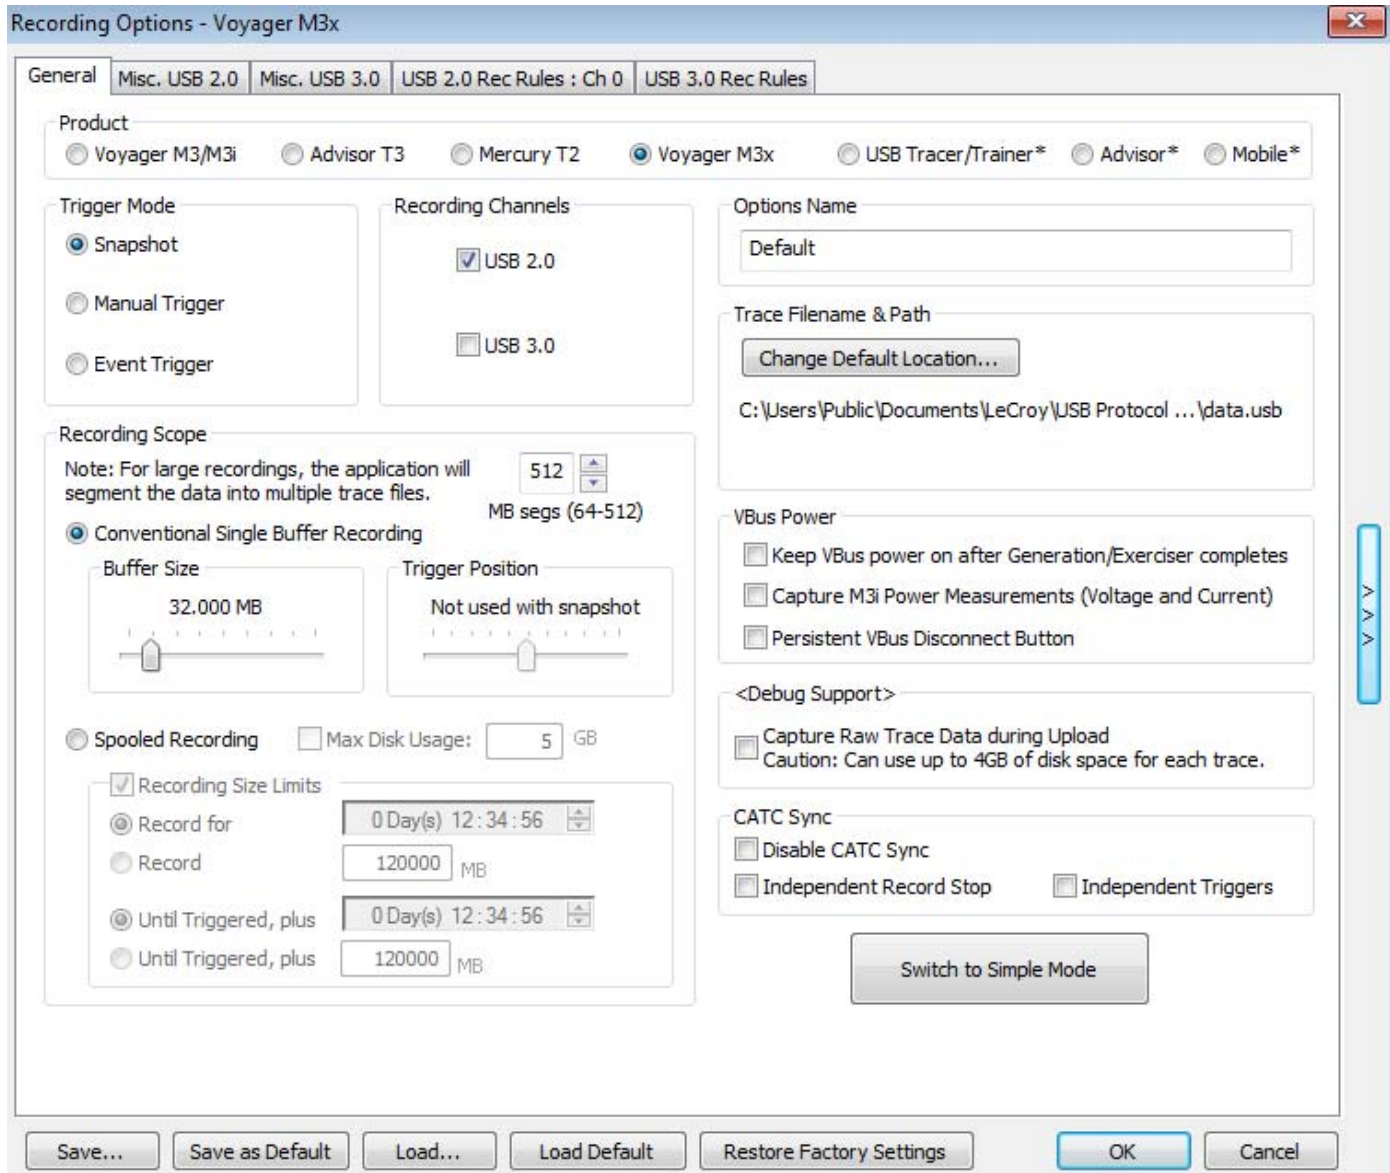 Recording Options - Voyager M3x
General
Misc. USB 2.0
Misc. USB 3.0
USB 2.0 Rec Rules : Ch 0
USB 3.0 Rec Rules
Product
Voyager M3/M3i
Advisor T3
Mercury T2
Voyager M3x
USB Tracer/Trainer*
Advisor*
Mobile*
Trigger Mode
Snapshot
Manual Trigger
Event Trigger
Recording Channels
USB 2.0
USB 3.0
Options Name
Default
Trace Filename & Path
Change Default Location...
C:\Users\Public\Documents\LeCroy\USB Protocol ...\data.usb
Recording Scope
Note: For large recordings, the application will
segment the data into multiple trace files.
512
MB segs (64-512)
Conventional Single Buffer Recording
Buffer Size
32.000 MB
Trigger Position
Not used with snapshot
Spooled Recording
Max Disk Usage:
5
GB
Recording Size Limits
Record for
0 Day(s) 12 : 34 : 56
Record
120000
MB
Until Triggered, plus
0 Day(s) 12 : 34 : 56
Until Triggered, plus
120000
MB
VBus Power
Keep VBus power on after Generation/Exerciser completes
Capture M3i Power Measurements (Voltage and Current)
Persistent VBus Disconnect Button
<Debug Support>
Capture Raw Trace Data during Upload
Caution: Can use up to 4GB of disk space for each trace.
CATC Sync
Disable CATC Sync
Independent Record Stop
Independent Triggers
Switch to Simple Mode
>
>
>
Save...
Save as Default
Load...
Load Default
Restore Factory Settings
OK
Cancel